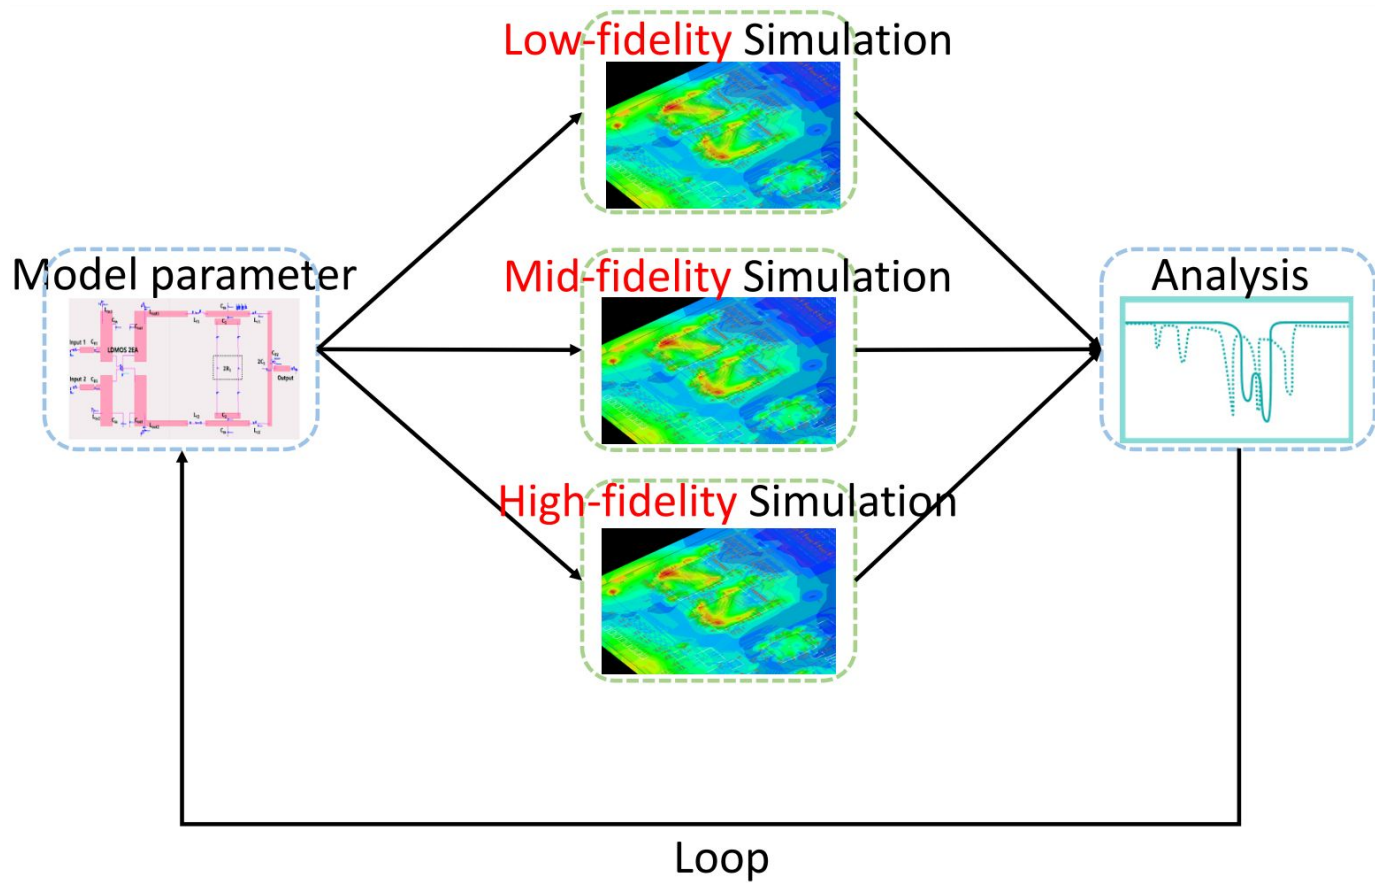 Low-fidelity Simulation
Mid-fidelity Simulation
High-fidelity Simulation
Model parameter
Input 1
LDMOS 2EA
Input 2
Output
Analysis
Loop